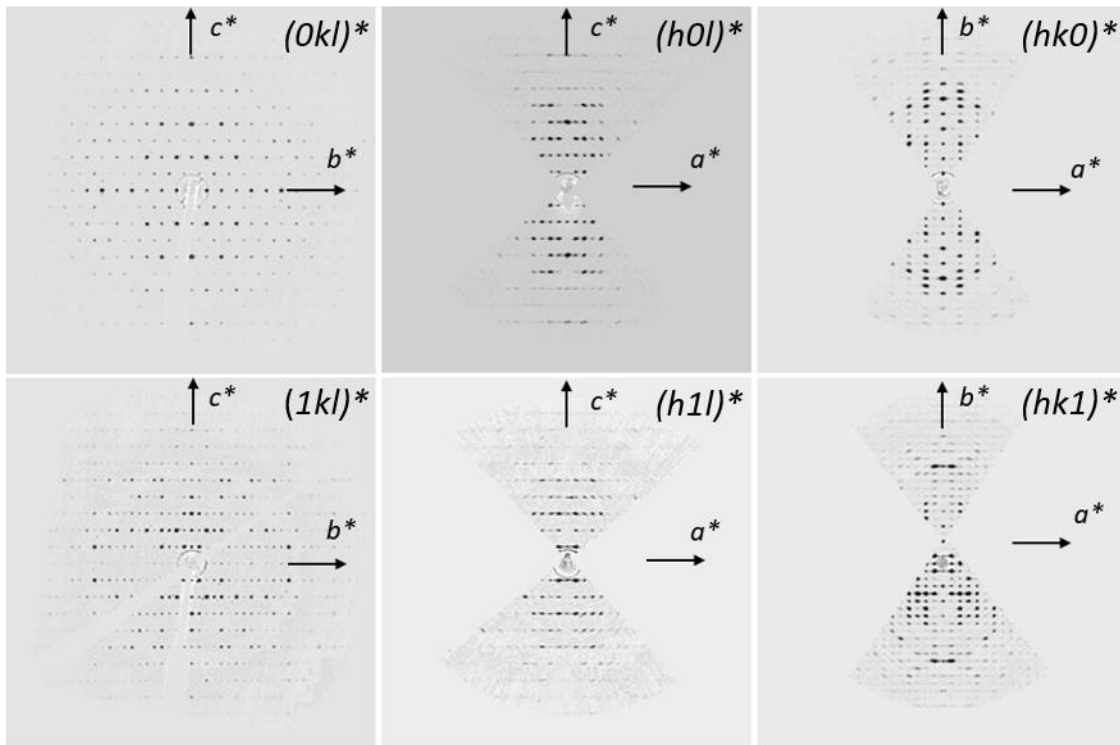 c*
(0kl)*
b*
c*
(h0l)*
a*
b*
(hk0)*
a*
c*
(1kl)*
b*
c*
(h1l)*
a*
b*
(hk1)*
a*